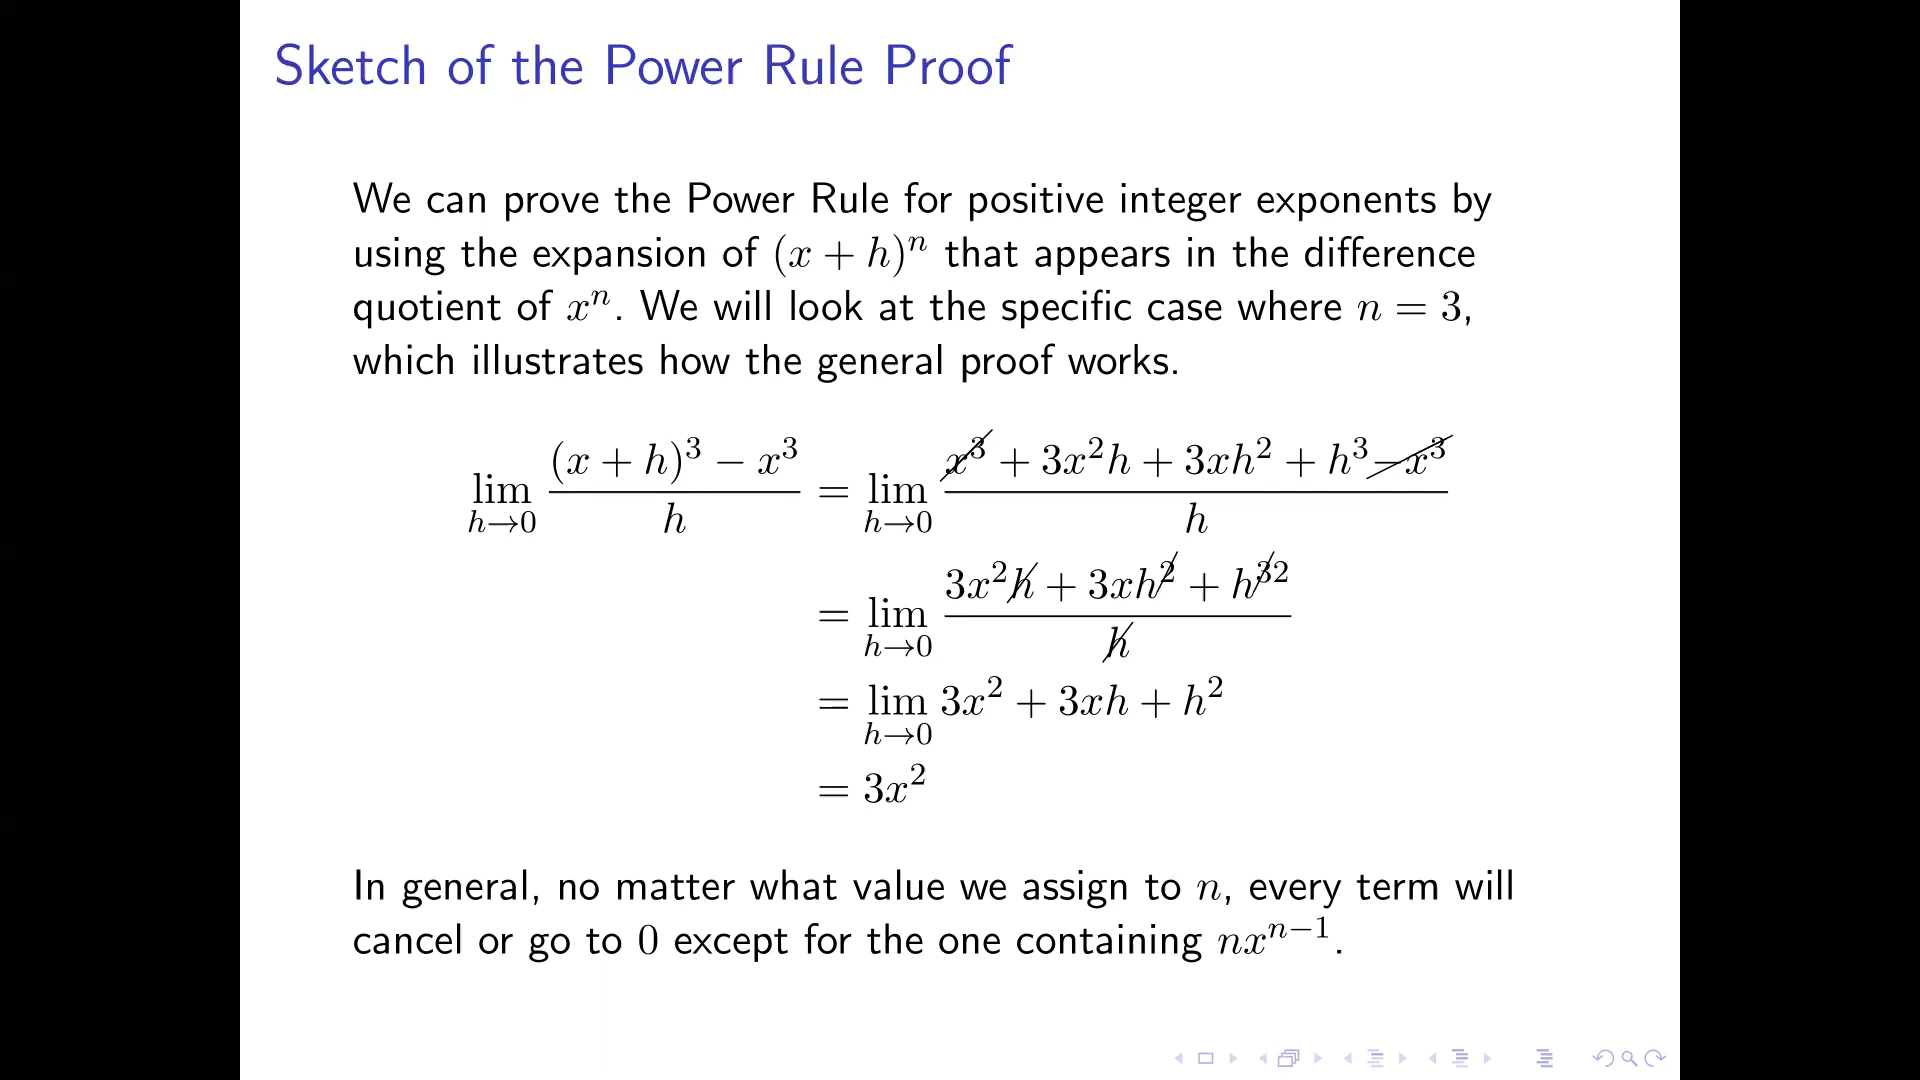 Sketch of the Power Rule Proof
We can prove the Power Rule for positive integer exponents by
using the expansion of (x + h)^n that appears in the difference
quotient of x^n. We will look at the specific case where n = 3,
which illustrates how the general proof works.
lim_{h→0} ((x + h)^3 − x^3)/h = lim_{h→0} (x^3 + 3x^2h + 3xh^2 + h^3 − x^3)/h
= lim_{h→0} (3x^2h + 3xh^2 + h^{32})/h
= lim_{h→0} 3x^2 + 3xh + h^2
= 3x^2
In general, no matter what value we assign to n, every term will
cancel or go to 0 except for the one containing nx^{n−1}.